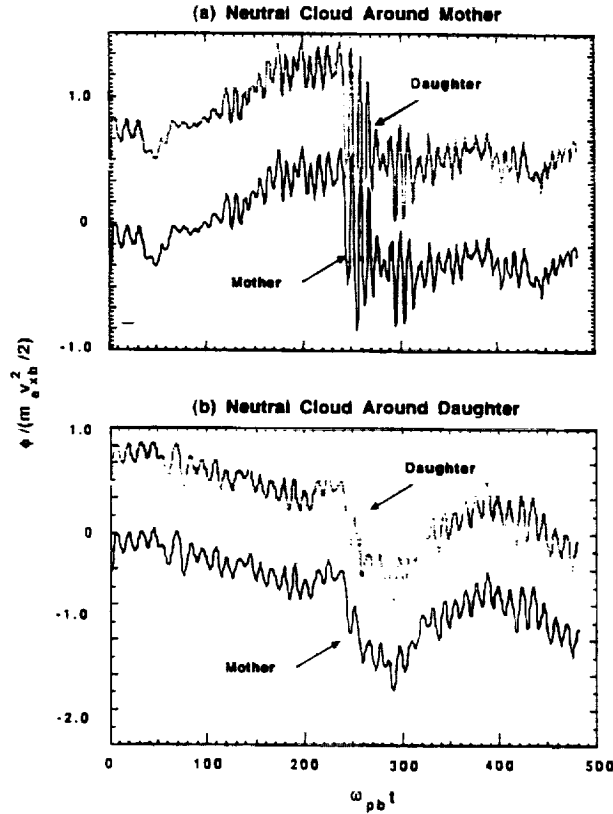 (a) Neutral Cloud Around Mother
1.0
Daughter
0
Mother
-1.0
ϕ/(m_e v_xb^2/2)
(b) Neutral Cloud Around Daughter
1.0
Daughter
0
-1.0
Mother
-2.0
0 100 200 300 400 500
ω_pb t